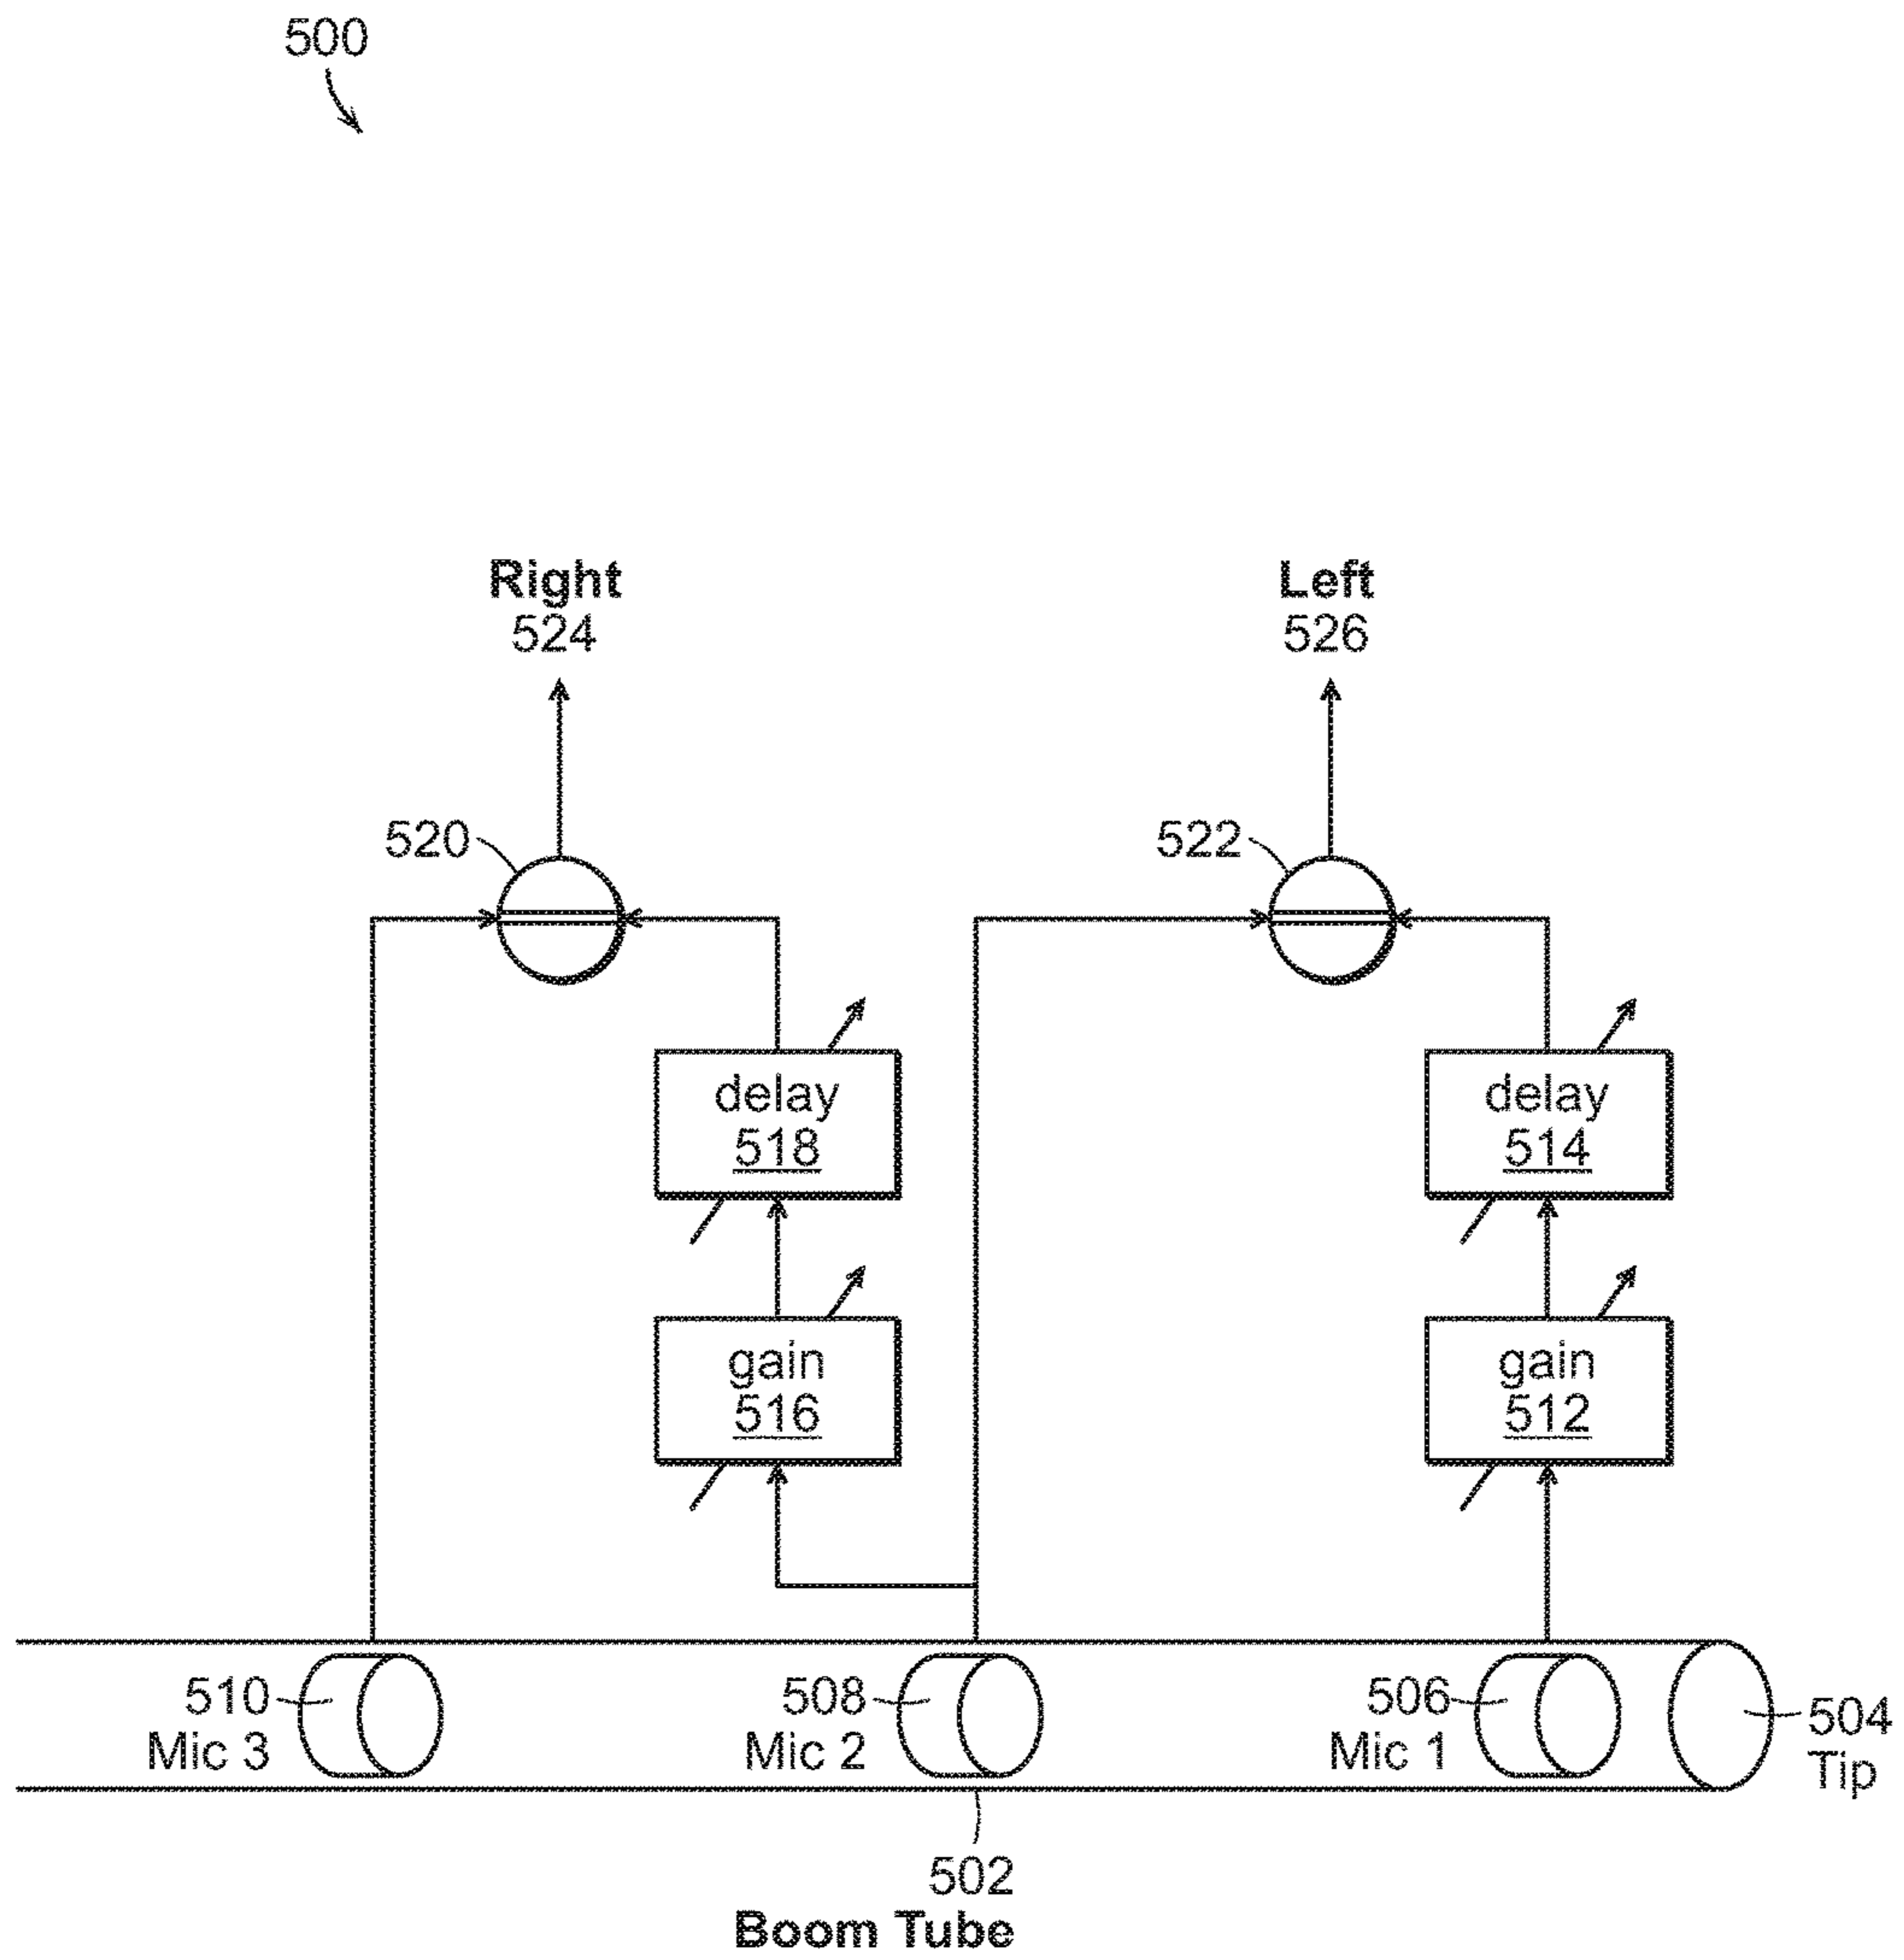 500
Right
524
Left
526
520
522
delay
518
delay
514
gain
516
gain
512
510
Mic 3
508
Mic 2
506
Mic 1
504
Tip
502
Boom Tube